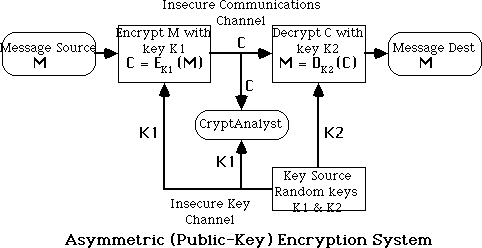 Insecure Communications
Channel
Message Source
M
Encrypt M with
key K1
C = EK1(M)
C
Decrypt C with
key K2
M = DK2(C)
Message Dest
M
C
CryptAnalyst
K1
K1
K2
Key Source
Random keys
K1 & K2
Insecure Key
Channel
Asymmetric (Public-Key) Encryption System